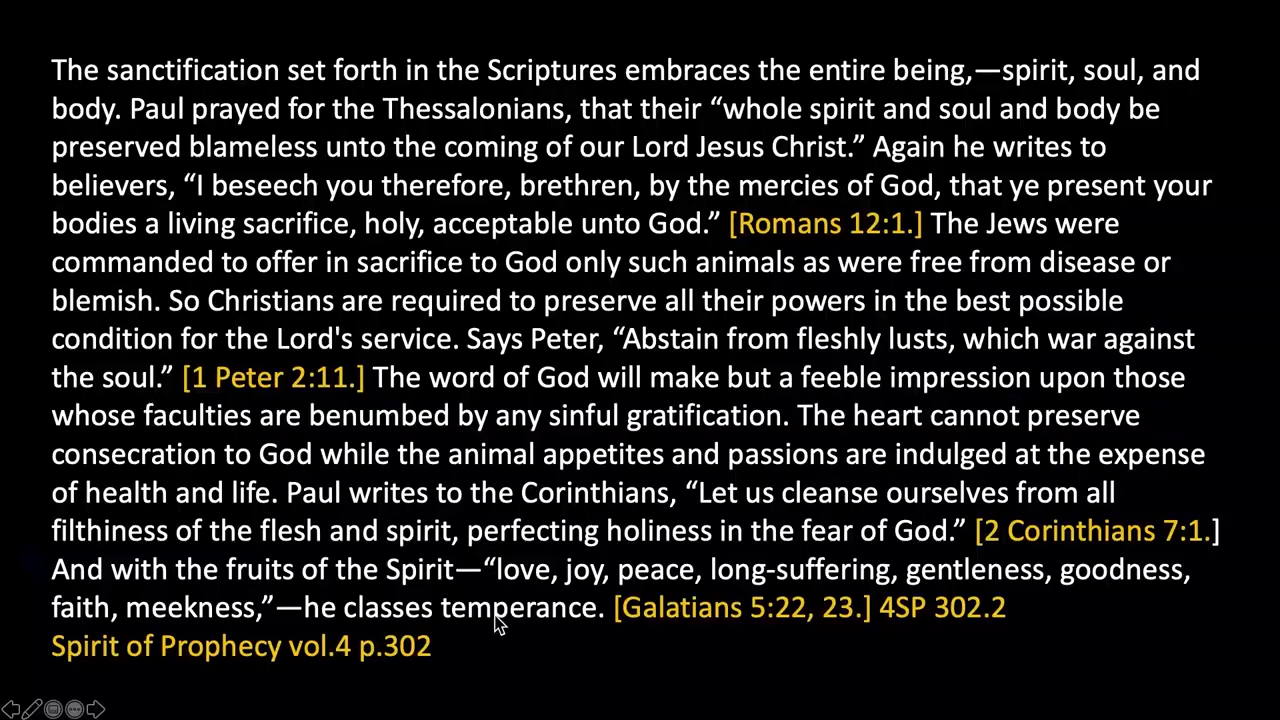 The sanctification set forth in the Scriptures embraces the entire being,—spirit, soul, and
body. Paul prayed for the Thessalonians, that their “whole spirit and soul and body be
preserved blameless unto the coming of our Lord Jesus Christ.” Again he writes to
believers, “I beseech you therefore, brethren, by the mercies of God, that ye present your
bodies a living sacrifice, holy, acceptable unto God.” [Romans 12:1.] The Jews were
commanded to offer in sacrifice to God only such animals as were free from disease or
blemish. So Christians are required to preserve all their powers in the best possible
condition for the Lord's service. Says Peter, “Abstain from fleshly lusts, which war against
the soul.” [1 Peter 2:11.] The word of God will make but a feeble impression upon those
whose faculties are benumbed by any sinful gratification. The heart cannot preserve
consecration to God while the animal appetites and passions are indulged at the expense
of health and life. Paul writes to the Corinthians, “Let us cleanse ourselves from all
filthiness of the flesh and spirit, perfecting holiness in the fear of God.” [2 Corinthians 7:1.]
And with the fruits of the Spirit—“love, joy, peace, long-suffering, gentleness, goodness,
faith, meekness,”—he classes temperance. [Galatians 5:22, 23.] 4SP 302.2
Spirit of Prophecy vol.4 p.302